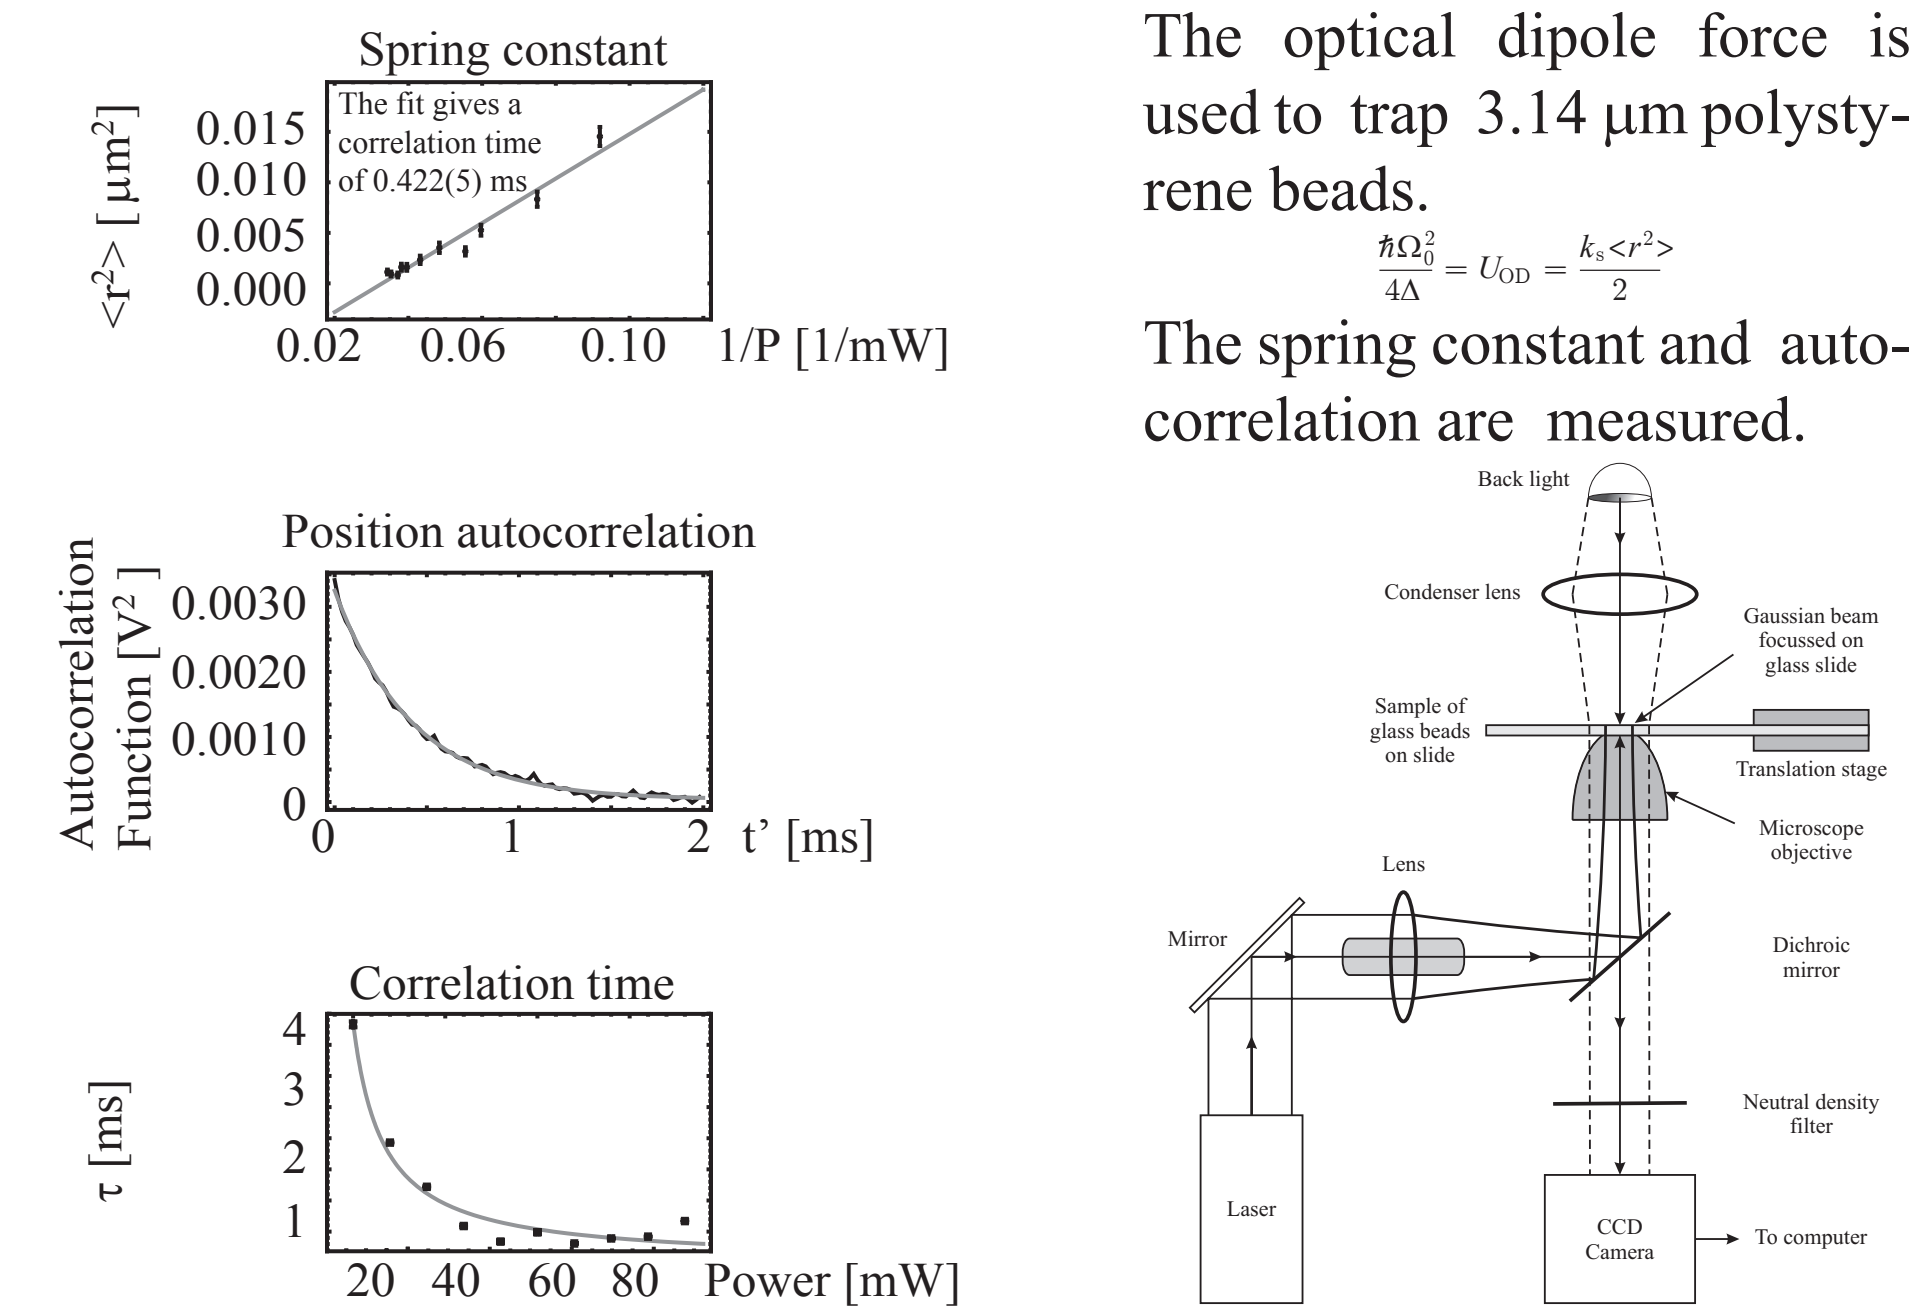 Spring constant
The fit gives a
correlation time
of 0.422(5) ms
<r²> [ μm²]
0.015
0.010
0.005
0.000
0.02 0.06 0.10 1/P [1/mW]
Position autocorrelation
Autocorrelation
Function [V² ]
0.0030
0.0020
0.0010
0
0 1 2 t’ [ms]
Correlation time
τ [ms]
4
3
2
1
20 40 60 80 Power [mW]
The optical dipole force is
used to trap 3.14 μm polysty-
rene beads.
ħΩ₀²/4Δ = U_OD = kₛ<r²>/2
The spring constant and auto-
correlation are measured.
Back light
Condenser lens
Gaussian beam
focussed on
glass slide
Sample of
glass beads
on slide
Translation stage
Microscope
objective
Lens
Mirror
Dichroic
mirror
Neutral density
filter
Laser
CCD
Camera
To computer